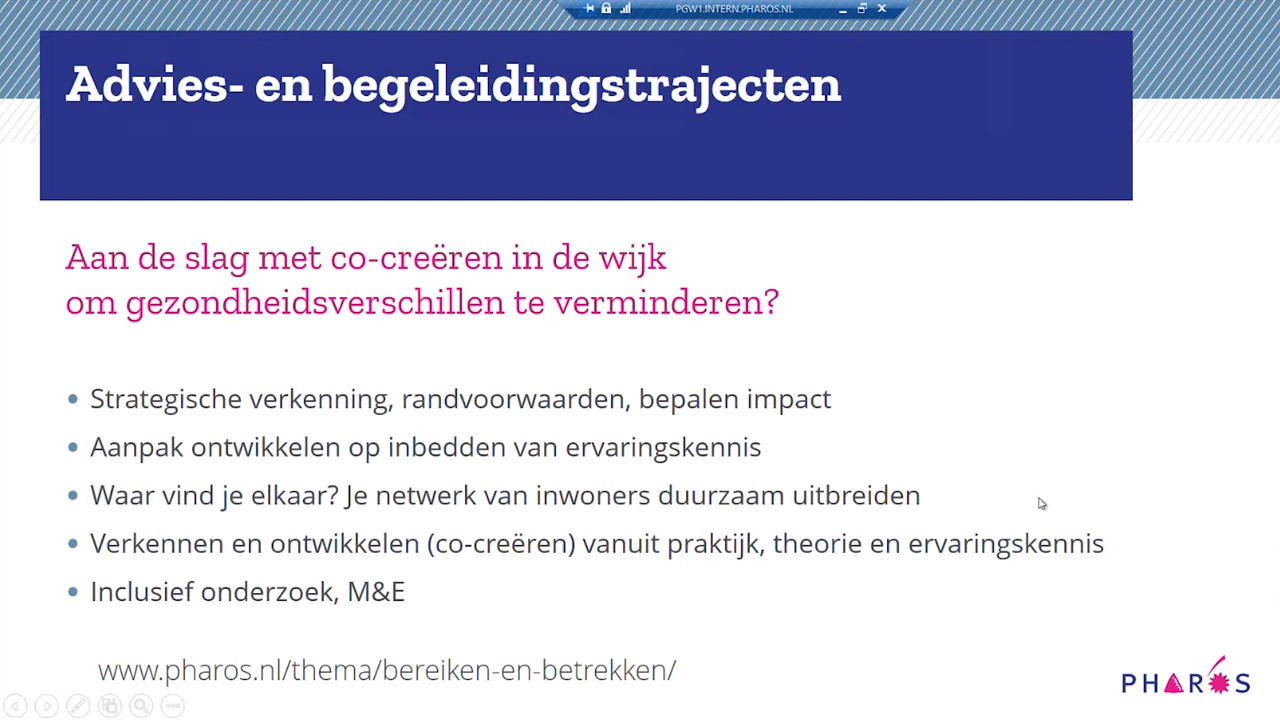 PGW1.INTERN.PHAROS.NL
Advies- en begeleidingstrajecten
Aan de slag met co-creëren in de wijk
om gezondheidsverschillen te verminderen?
• Strategische verkenning, randvoorwaarden, bepalen impact
• Aanpak ontwikkelen op inbedden van ervaringskennis
• Waar vind je elkaar? Je netwerk van inwoners duurzaam uitbreiden
• Verkennen en ontwikkelen (co-creëren) vanuit praktijk, theorie en ervaringskennis
• Inclusief onderzoek, M&E
www.pharos.nl/thema/bereiken-en-betrekken/
PHAROS